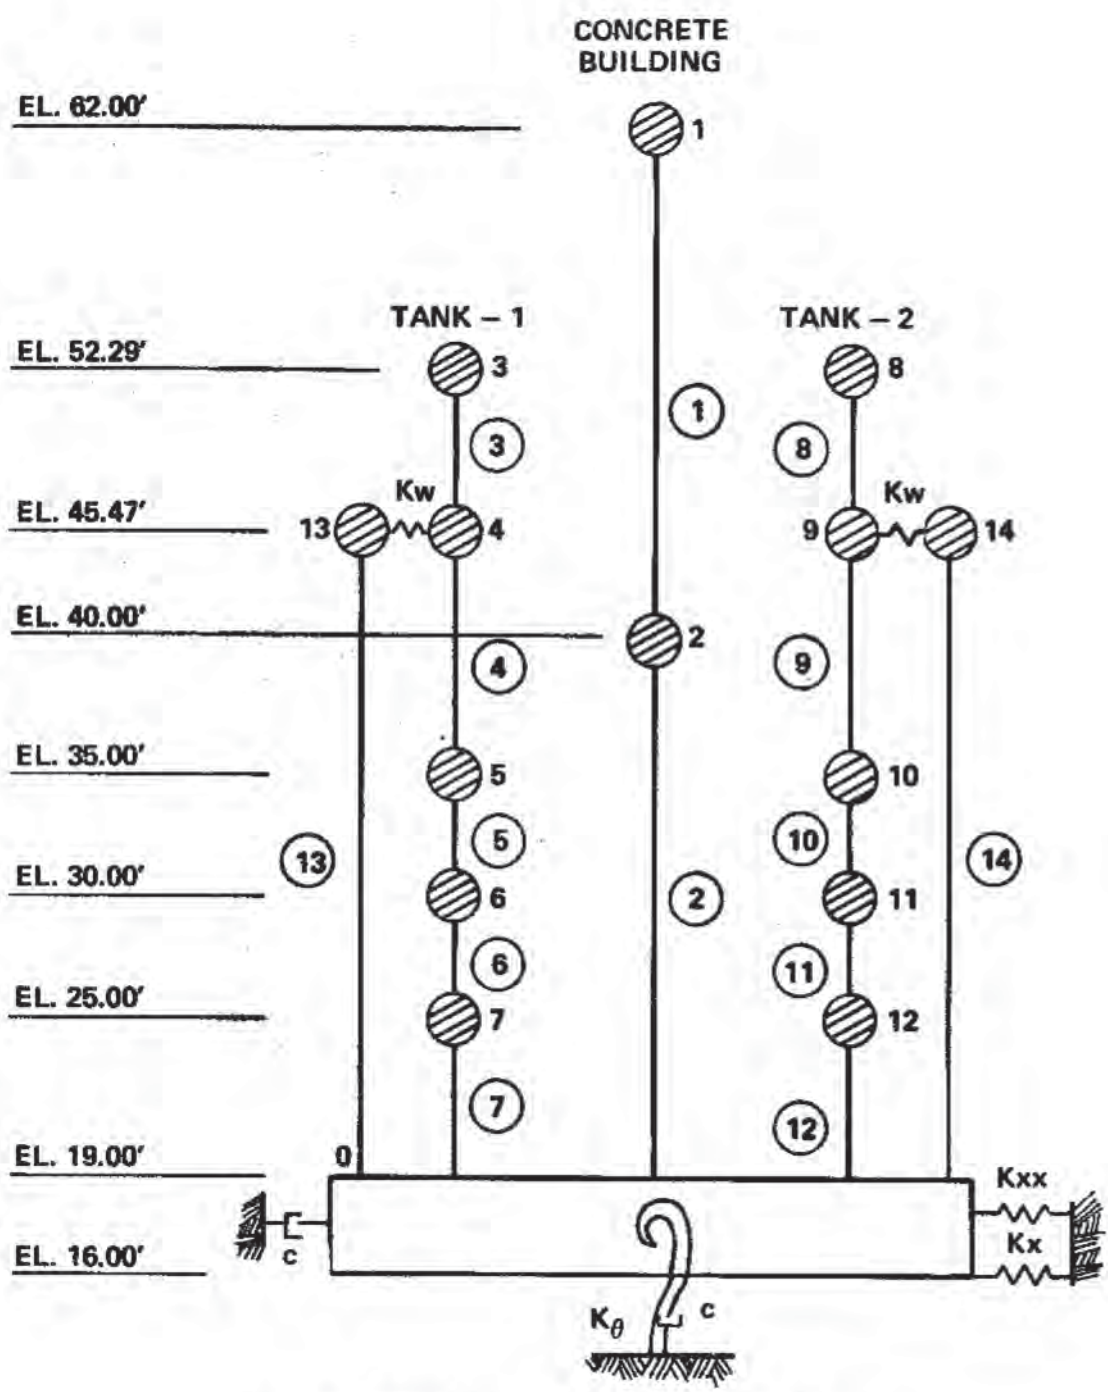 CONCRETE
BUILDING
EL. 62.00'
1
TANK – 1
TANK – 2
EL. 52.29'
3
8
1
3
8
Kw
Kw
EL. 45.47'
13
4
9
14
EL. 40.00'
2
4
9
EL. 35.00'
5
10
13
5
10
14
EL. 30.00'
6
2
11
6
11
EL. 25.00'
7
12
7
12
EL. 19.00'
0
Kxx
c
Kx
EL. 16.00'
Kθ
c